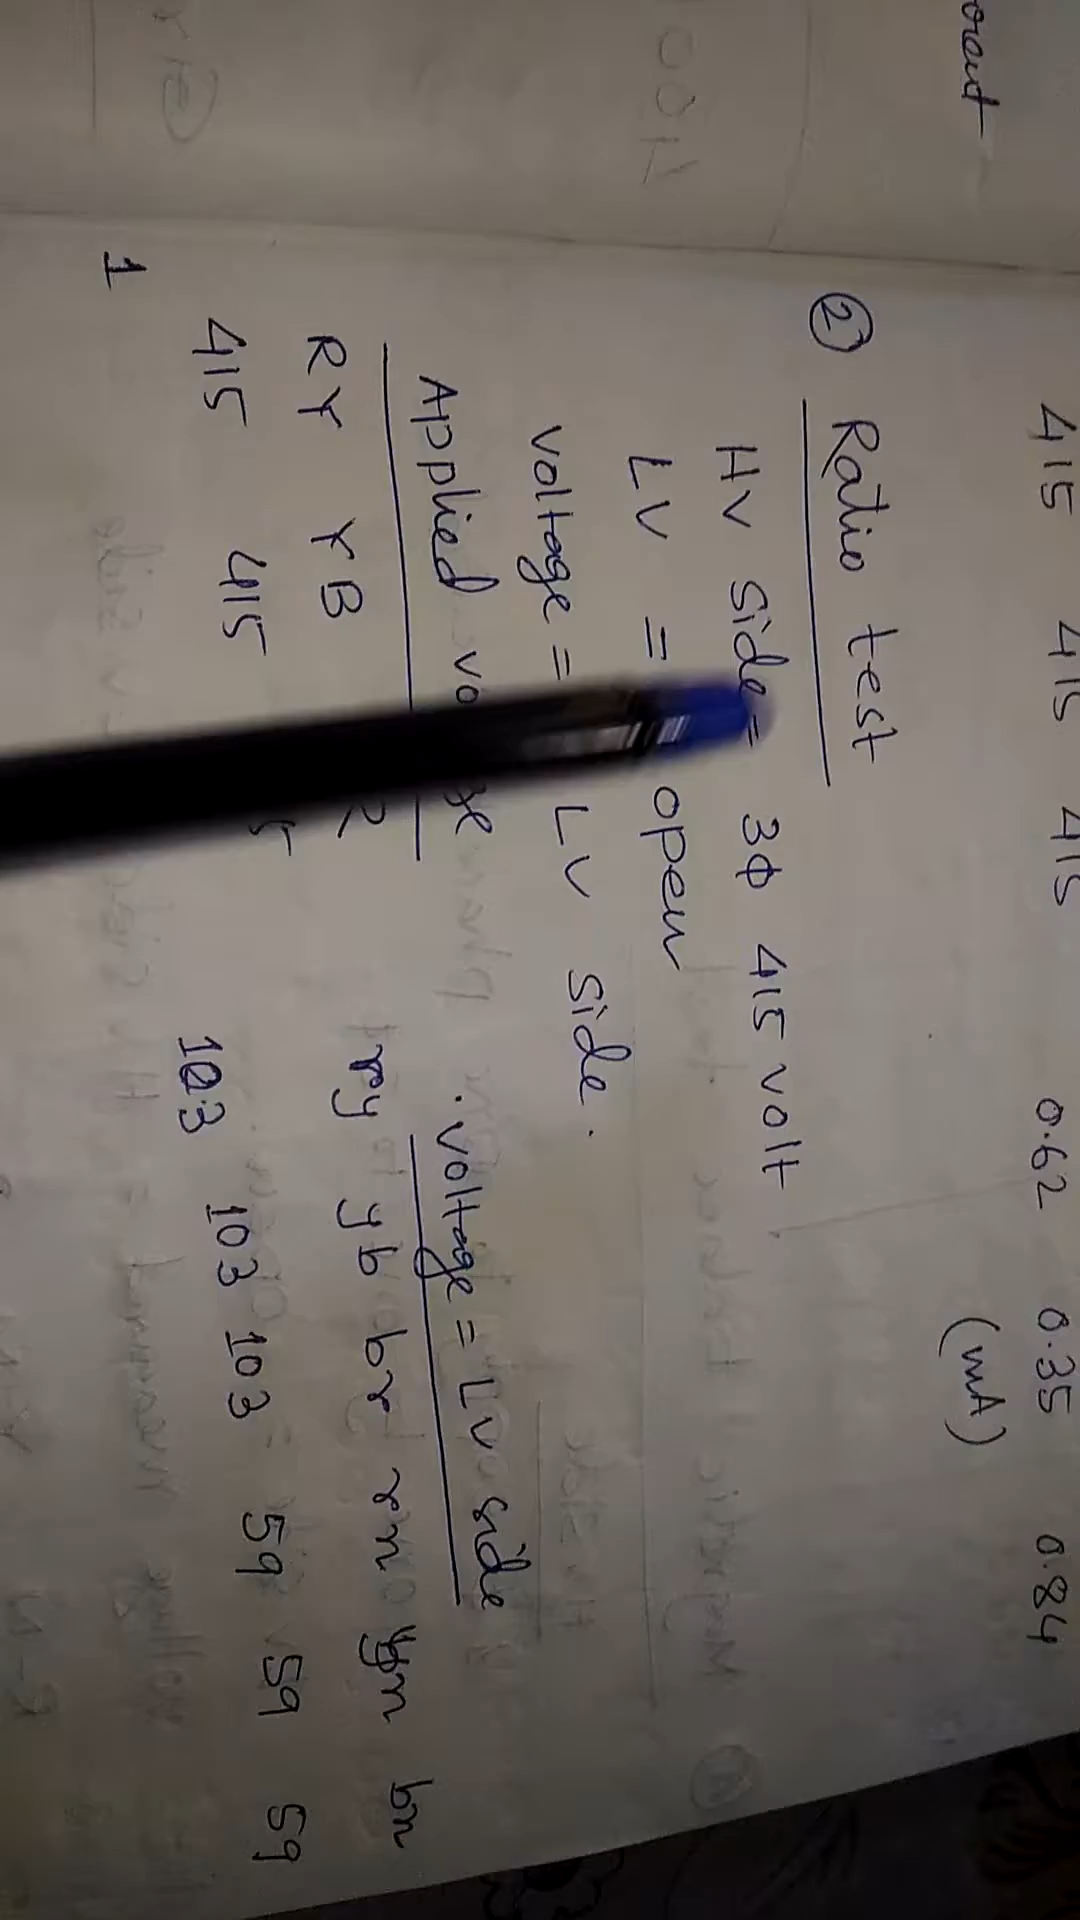 415 415 415 0.62 0.35 0.84
(mA)
② Ratio test
HV side = 3Φ 415 volt
LV = open
voltage = LV side.
Applied . voltage = LV side
RY YB ry yb br rn yn bn
1 415 415 103 103 103 59 59 59